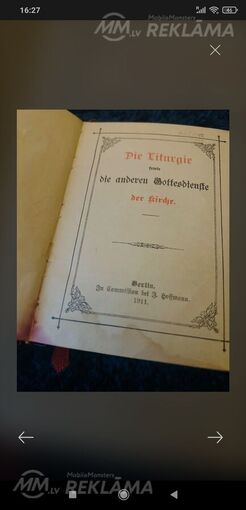 16:27
MobileMonsters
MM.LV REKLĀMA
Die Liturgie
sowie
die anderen Gottesdienste
der Kirche.
Berlin.
In Commission bei J. Hoffmann.
1911.
MobileMonsters
MM.LV REKLĀMA